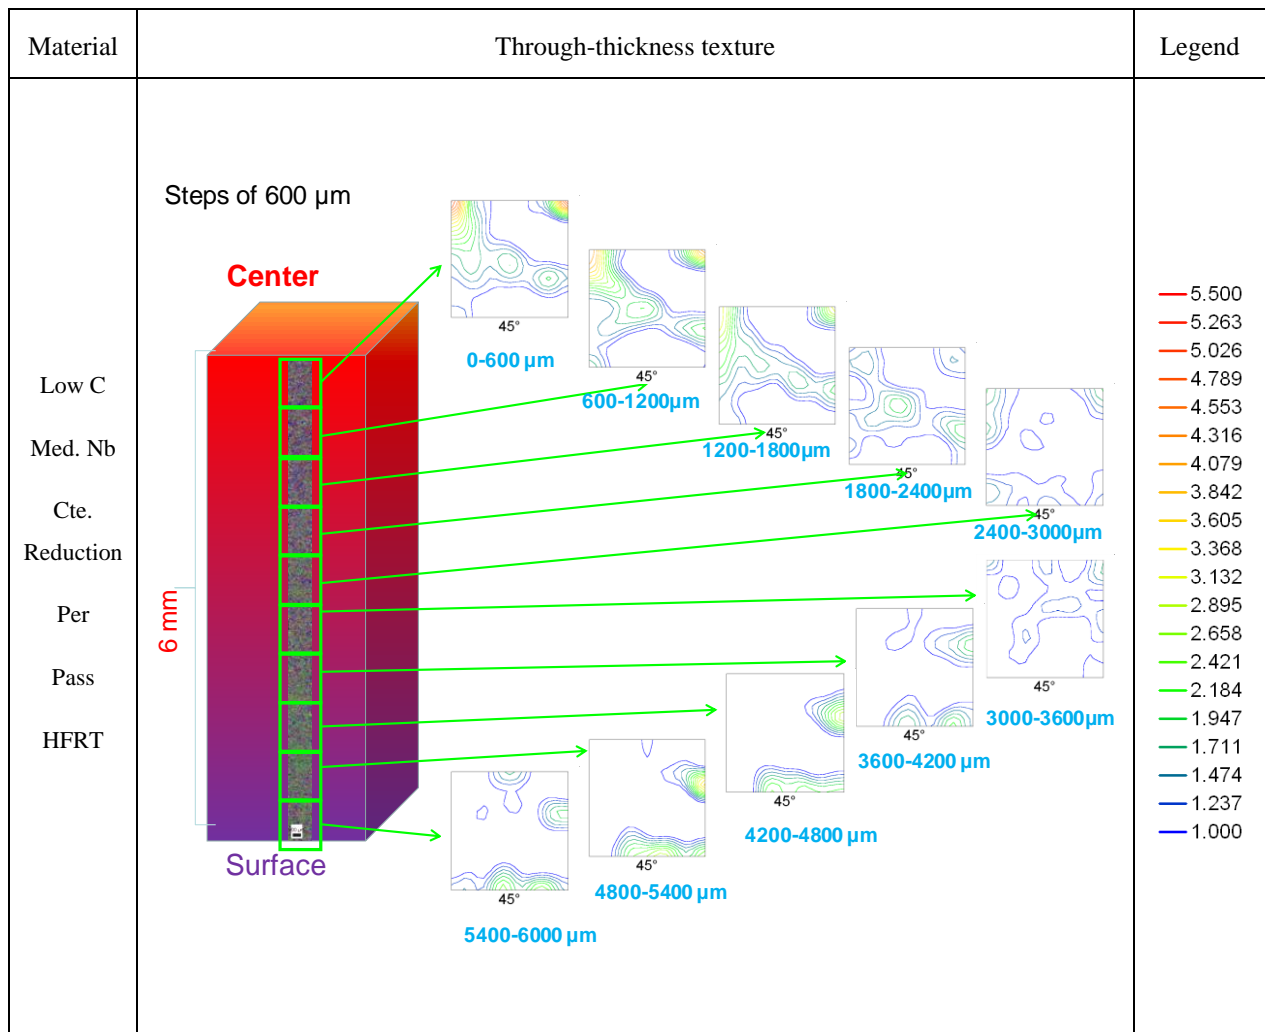 Material
Through-thickness texture
Legend
Low C
Med. Nb
Cte.
Reduction
Per
Pass
HFRT
Steps of 600 µm
Center
6 mm
Surface
45°
0-600 µm
45°
600-1200µm
45°
1200-1800µm
45°
1800-2400µm
45°
2400-3000µm
45°
3000-3600µm
45°
3600-4200 µm
45°
4200-4800 µm
45°
4800-5400 µm
45°
5400-6000 µm
5.500
5.263
5.026
4.789
4.553
4.316
4.079
3.842
3.605
3.368
3.132
2.895
2.658
2.421
2.184
1.947
1.711
1.474
1.237
1.000